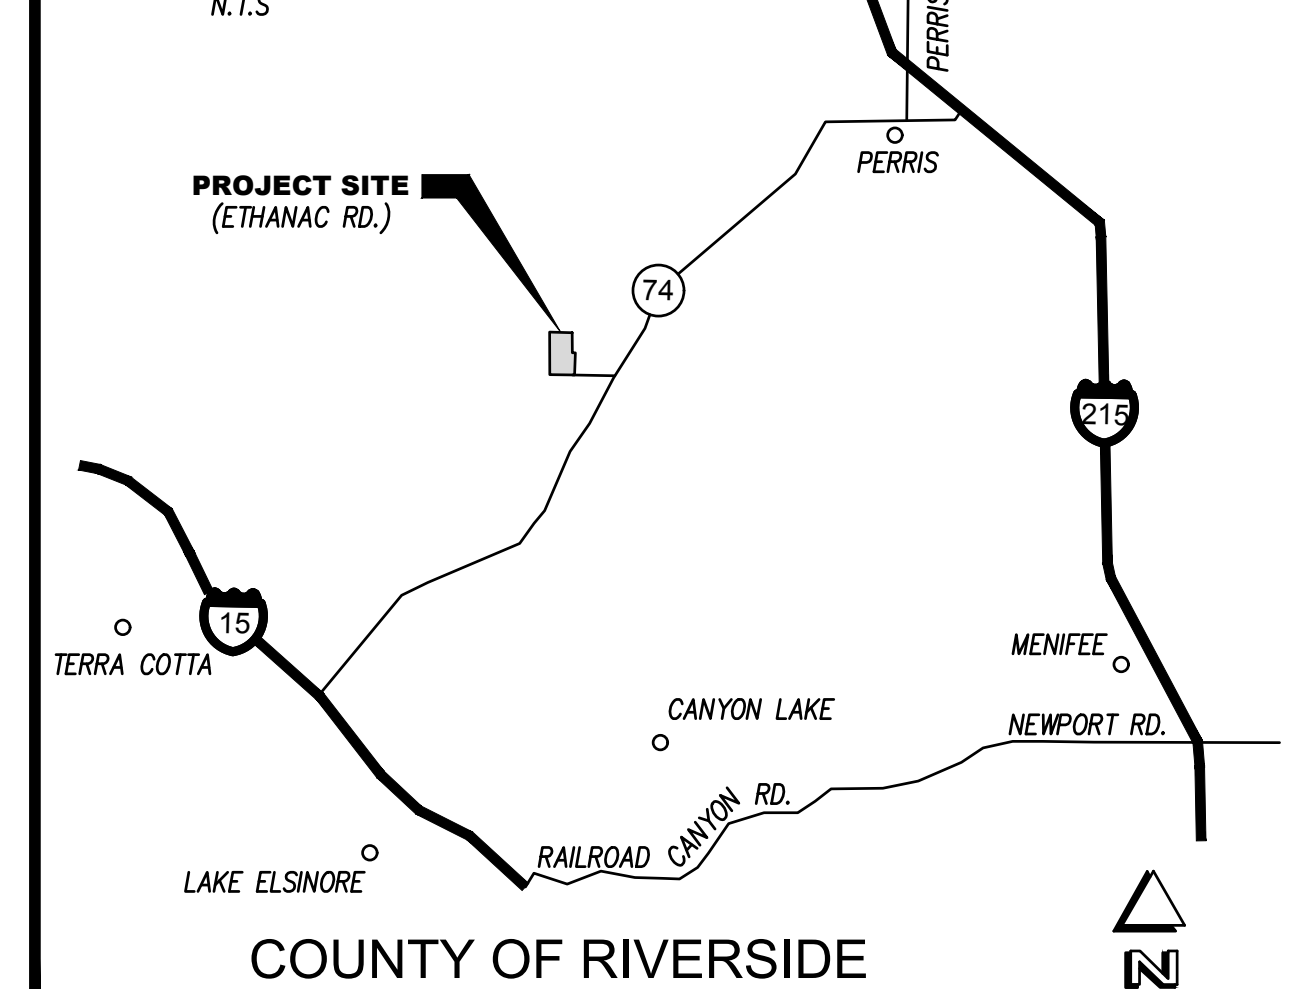 N.T.S
PERRIS
PERRIS
PROJECT SITE
(ETHANAC RD.)
74
215
15
TERRA COTTA
MENIFEE
CANYON LAKE
NEWPORT RD.
RAILROAD CANYON RD.
LAKE ELSINORE
COUNTY OF RIVERSIDE
N